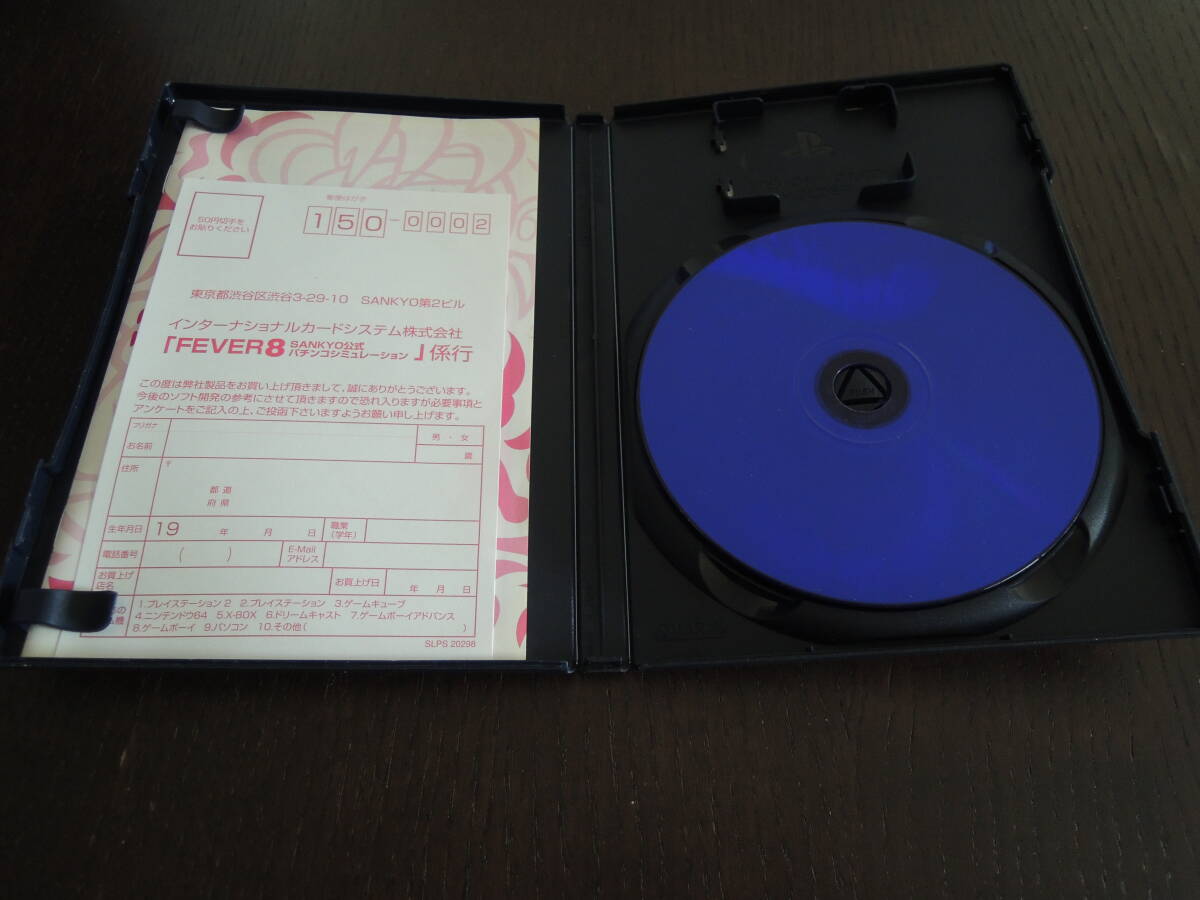 郵便はがき
50円切手を
お貼りください
150-0002
東京都渋谷区渋谷3-29-10 SANKYO第2ビル
インターナショナルカードシステム株式会社
「FEVER8 SANKYO公式
パチンコシミュレーション 」係行
この度は弊社製品をお買い上げ頂きまして、誠にありがとうございます。
今後のソフト開発の参考にさせて頂きますので恐れ入りますが必要事項と
アンケートをご記入の上、ご投函下さいますようお願い申し上げます。
フリガナ
お名前
男・女
歳
住所
〒
都道
府県
生年月日 19 年 月 日 職業
(学年)
電話番号 ( ) E-Mail
アドレス
お買上げ
店名
お買上げ日 年 月 日
1.プレイステーション2 2.プレイステーション 3.ゲームキューブ
4.ニンテンドウ64 5.X-BOX 6.ドリームキャスト 7.ゲームボーイアドバンス
8.ゲームボーイ 9.パソコン 10.その他( )
SLPS 20298